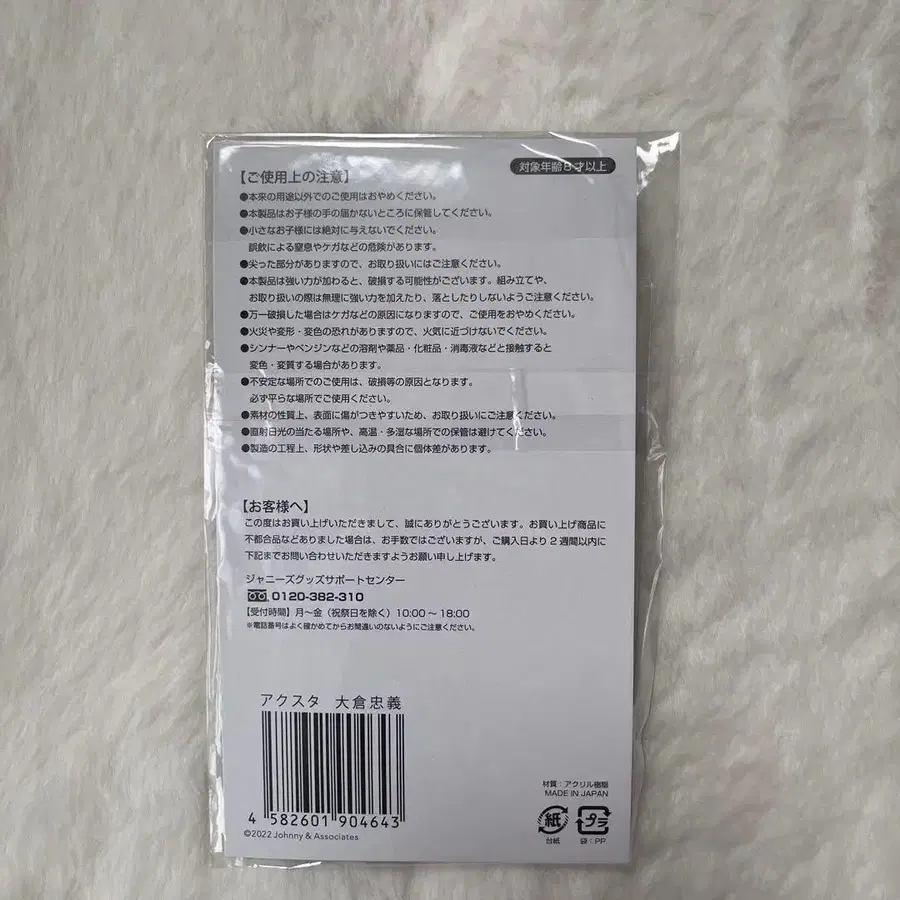 対象年齢8才以上
【ご使用上の注意】
●本来の用途以外でのご使用はおやめください。
●本製品はお子様の手の届かないところに保管してください。
●小さなお子様には絶対に与えないでください。
誤飲による窒息やケガなどの危険があります。
●尖った部分がありますので、お取り扱いにはご注意ください。
●本製品は強い力が加わると、破損する可能性がございます。組み立てや、
お取り扱いの際は無理に強い力を加えたり、落としたりしないようご注意ください。
●万一破損した場合はケガなどの原因になりますので、ご使用をおやめください。
●火災や変形・変色の恐れがありますので、火気に近づけないでください。
●シンナーやベンジンなどの溶剤や薬品・化粧品・消毒液などと接触すると
変色・変質する場合があります。
●不安定な場所でのご使用は、破損等の原因となります。
必ず平らな場所でご使用ください。
●素材の性質上、表面に傷がつきやすいため、お取り扱いにご注意ください。
●直射日光の当たる場所や、高温・多湿な場所での保管は避けてください。
●製造の工程上、形状や差し込みの具合に個体差があります。
【お客様へ】
この度はお買い上げいただきまして、誠にありがとうございます。お買い上げ商品に
不都合品などありました場合は、お手数ではございますが、ご購入日より2週間以内に
下記までお問い合わせいただきますようお願い申し上げます。
ジャニーズグッズサポートセンター
0120-382-310
【受付時間】月〜金（祝祭日を除く）10:00〜18:00
※電話番号はよく確かめてからお間違いのないようにご注意ください。
アクスタ 大倉忠義
4 582601 904643
©2022 Johnny & Associates
材質：アクリル樹脂
MADE IN JAPAN
紙 プラ
台紙 袋：PP